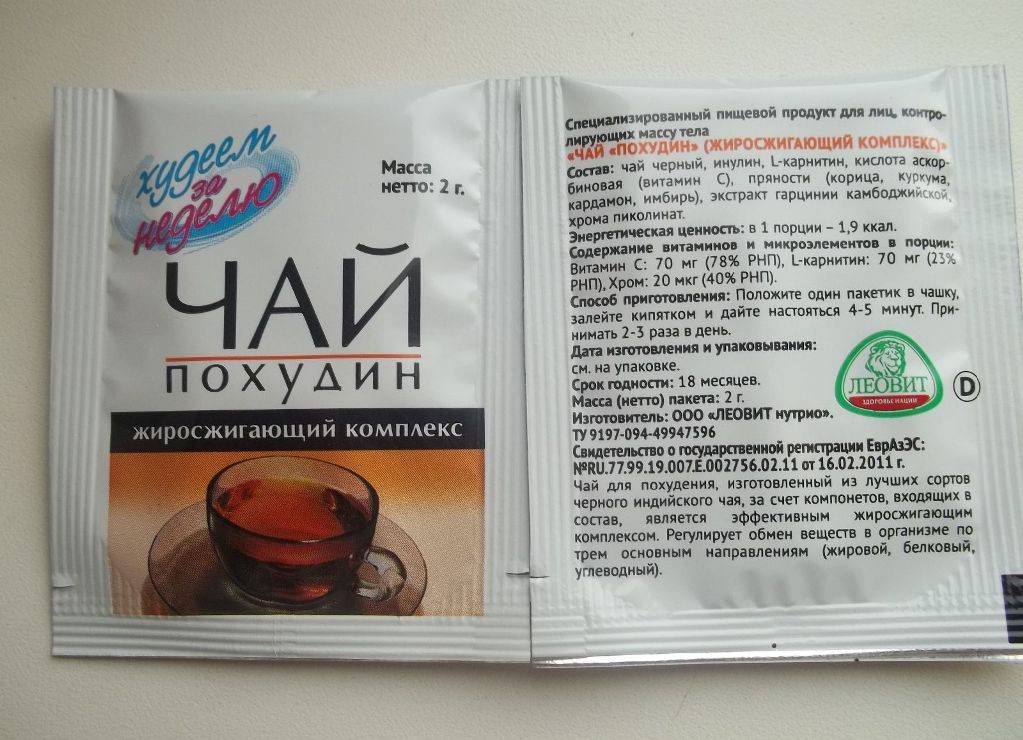 худеем
за
неделю
Масса
нетто: 2 г.
ЧАЙ
ПОХУДИН
жиросжигающий комплекс
Специализированный пищевой продукт для лиц, контро-
лирующих массу тела
«ЧАЙ «ПОХУДИН» (ЖИРОСЖИГАЮЩИЙ КОМПЛЕКС)»
Состав: чай черный, инулин, L-карнитин, кислота аскор-
биновая (витамин С), пряности (корица, куркума,
кардамон, имбирь), экстракт гарцинии камбоджийской,
хрома пиколинат.
Энергетическая ценность: в 1 порции – 1,9 ккал.
Содержание витаминов и микроэлементов в порции:
Витамин С: 70 мг (78% РНП), L-карнитин: 70 мг (23%
РНП), Хром: 20 мкг (40% РНП).
Способ приготовления: Положите один пакетик в чашку,
залейте кипятком и дайте настояться 4-5 минут. При-
нимать 2-3 раза в день.
Дата изготовления и упаковывания:
см. на упаковке.
Срок годности: 18 месяцев.
Масса (нетто) пакета: 2 г.
Изготовитель: ООО «ЛЕОВИТ нутрио».
ТУ 9197-094-49947596
Свидетельство о государственной регистрации ЕврАзЭС:
№RU.77.99.19.007.Е.002756.02.11 от 16.02.2011 г.
Чай для похудения, изготовленный из лучших сортов
черного индийского чая, за счет компонетов, входящих в
состав, является эффективным жиросжигающим
комплексом. Регулирует обмен веществ в организме по
трем основным направлениям (жировой, белковый,
углеводный).
ЛЕОВИТ
ЗДОРОВЬЕ НАЦИИ
D